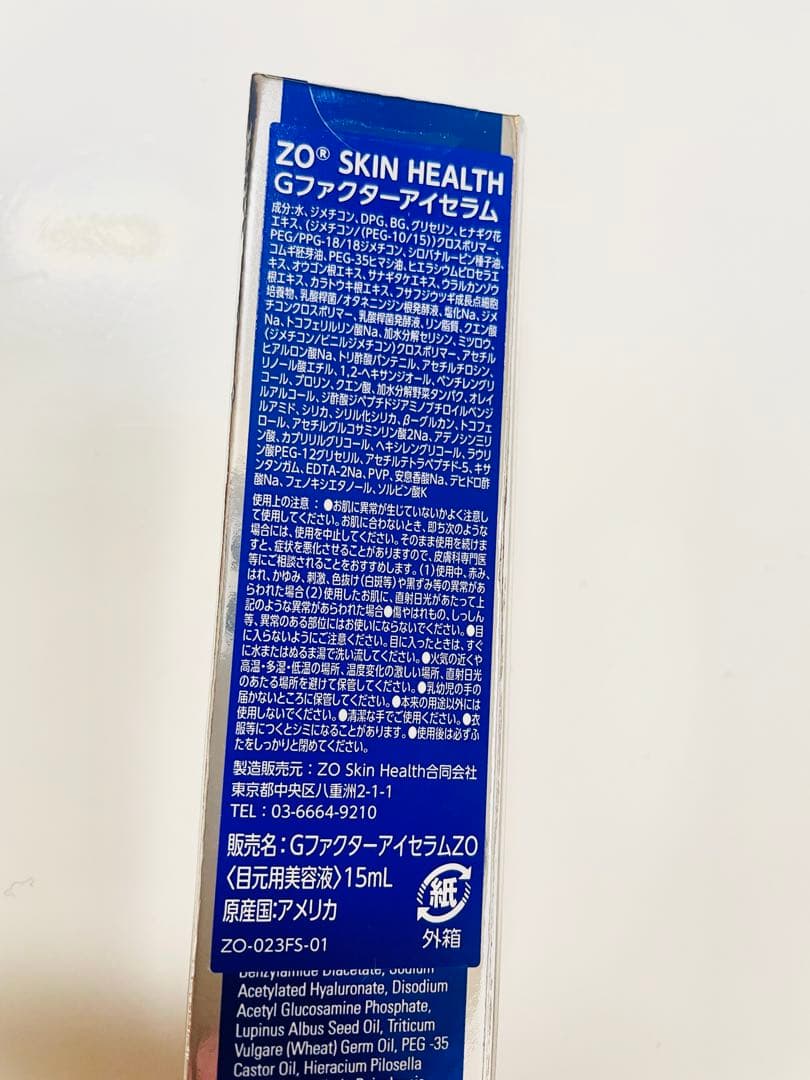 ZO® SKIN HEALTH
Gファクターアイセラム
成分:水、ジメチコン、DPG、BG、グリセリン、ヒナギク花
エキス、(ジメチコン/(PEG-10/15))クロスポリマー、
PEG/PPG-18/18ジメチコン、シロバナルーピン種子油、
コムギ胚芽油、PEG-35ヒマシ油、ヒエラシウムピロセラエ
キス、オウゴン根エキス、サナギタケエキス、ウラルカンゾウ
根エキス、カラトウキ根エキス、フサフジウツギ成長点細胞
培養物、乳酸桿菌/オタネニンジン根発酵液、塩化Na、ジメ
チコンクロスポリマー、乳酸桿菌発酵液、リン脂質、クエン酸
Na、トコフェリルリン酸Na、加水分解セリシン、ミツロウ、
(ジメチコン/ビニルジメチコン)クロスポリマー、アセチル
ヒアルロン酸Na、トリ酢酸パンテニル、アセチルチロシン、
リノール酸エチル、1,2-ヘキサンジオール、ペンチレングリ
コール、プロリン、クエン酸、加水分解野菜タンパク、オレイ
ルアルコール、ジ酢酸ジペプチドジアミノブチロイルベンジ
ルアミド、シリカ、シリル化シリカ、β-グルカン、トコフェ
ロール、アセチルグルコサミンリン酸2Na、アデノシン三リ
ン酸、カプリリルグリコール、ヘキシレングリコール、ラウリ
ン酸PEG-12グリセリル、アセチルテトラペプチド-5、キサ
ンタンガム、EDTA-2Na、PVP、安息香酸Na、デヒドロ酢
酸Na、フェノキシエタノール、ソルビン酸K
使用上の注意：●お肌に異常が生じていないかよく注意し
て使用してください。お肌に合わないとき、即ち次のような
場合には、使用を中止してください。そのまま使用を続けま
すと、症状を悪化させることがありますので、皮膚科専門医
等にご相談されることをおすすめします。(1)使用中、赤み、
はれ、かゆみ、刺激、色抜け(白斑等)や黒ずみ等の異常があ
らわれた場合(2)使用したお肌に、直射日光があたって上
記のような異常があらわれた場合●傷やはれもの、しっしん
等、異常のある部位にはお使いにならないでください。●目
に入らないようにご注意ください。目に入ったときは、すぐ
に水またはぬるま湯で洗い流してください。●火気の近くや
高温・多湿・低温の場所、温度変化の激しい場所、直射日光
のあたる場所を避けて保管してください。●乳幼児の手の
届かないところに保管してください。●本来の用途以外には
使用しないでください。●清潔な手でご使用ください。●衣
服等につくとシミになることがあります。●使用後は必ずふ
たをしっかりと閉めてください。
製造販売元：ZO Skin Health合同会社
東京都中央区八重洲2-1-1
TEL：03-6664-9210
販売名：GファクターアイセラムZO
〈目元用美容液〉15mL
原産国:アメリカ
紙
外箱
ZO-023FS-01
Benzylamide Diacetate, Sodium
Acetylated Hyaluronate, Disodium
Acetyl Glucosamine Phosphate,
Lupinus Albus Seed Oil, Triticum
Vulgare (Wheat) Germ Oil, PEG -35
Castor Oil, Hieracium Pilosella